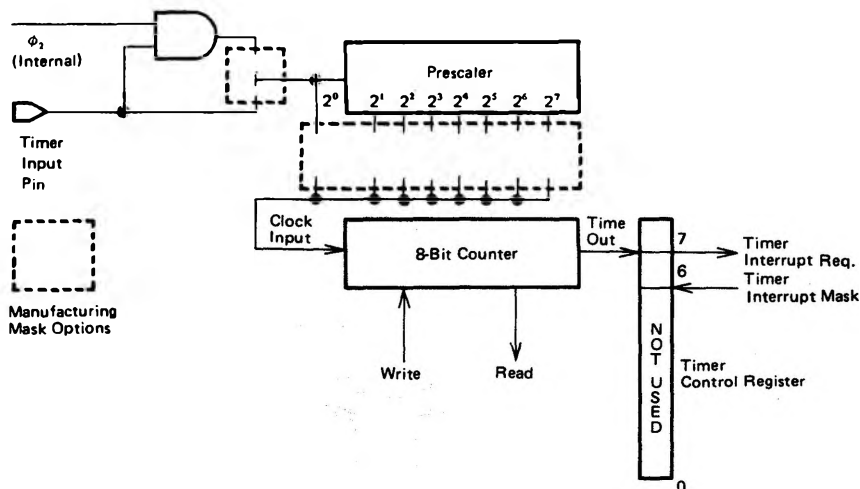 ϕ₂
(Internal)
Prescaler
2⁰ 2¹ 2² 2³ 2⁴ 2⁵ 2⁶ 2⁷
Timer
Input
Pin
Clock
Input
8-Bit Counter
Time
Out
7
Timer
Interrupt Req.
6
Timer
Interrupt Mask
Manufacturing
Mask Options
Write
Read
NOT USED
Timer
Control Register
0